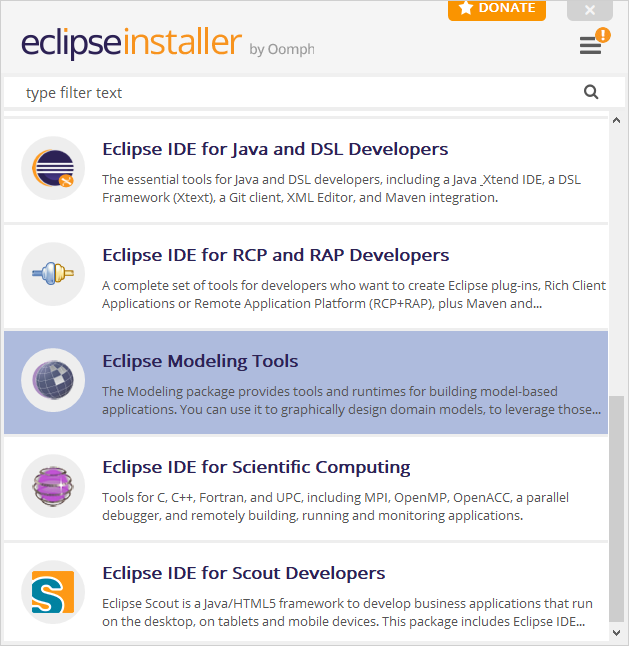 DONATE
eclipseinstaller by Oomph
type filter text
Eclipse IDE for Java and DSL Developers
The essential tools for Java and DSL developers, including a Java _Xtend IDE, a DSL
Framework (Xtext), a Git client, XML Editor, and Maven integration.
Eclipse IDE for RCP and RAP Developers
A complete set of tools for developers who want to create Eclipse plug-ins, Rich Client
Applications or Remote Application Platform (RCP+RAP), plus Maven and...
Eclipse Modeling Tools
The Modeling package provides tools and runtimes for building model-based
applications. You can use it to graphically design domain models, to leverage those...
Eclipse IDE for Scientific Computing
Tools for C, C++, Fortran, and UPC, including MPI, OpenMP, OpenACC, a parallel
debugger, and remotely building, running and monitoring applications.
Eclipse IDE for Scout Developers
Eclipse Scout is a Java/HTML5 framework to develop business applications that run
on the desktop, on tablets and mobile devices. This package includes Eclipse IDE...